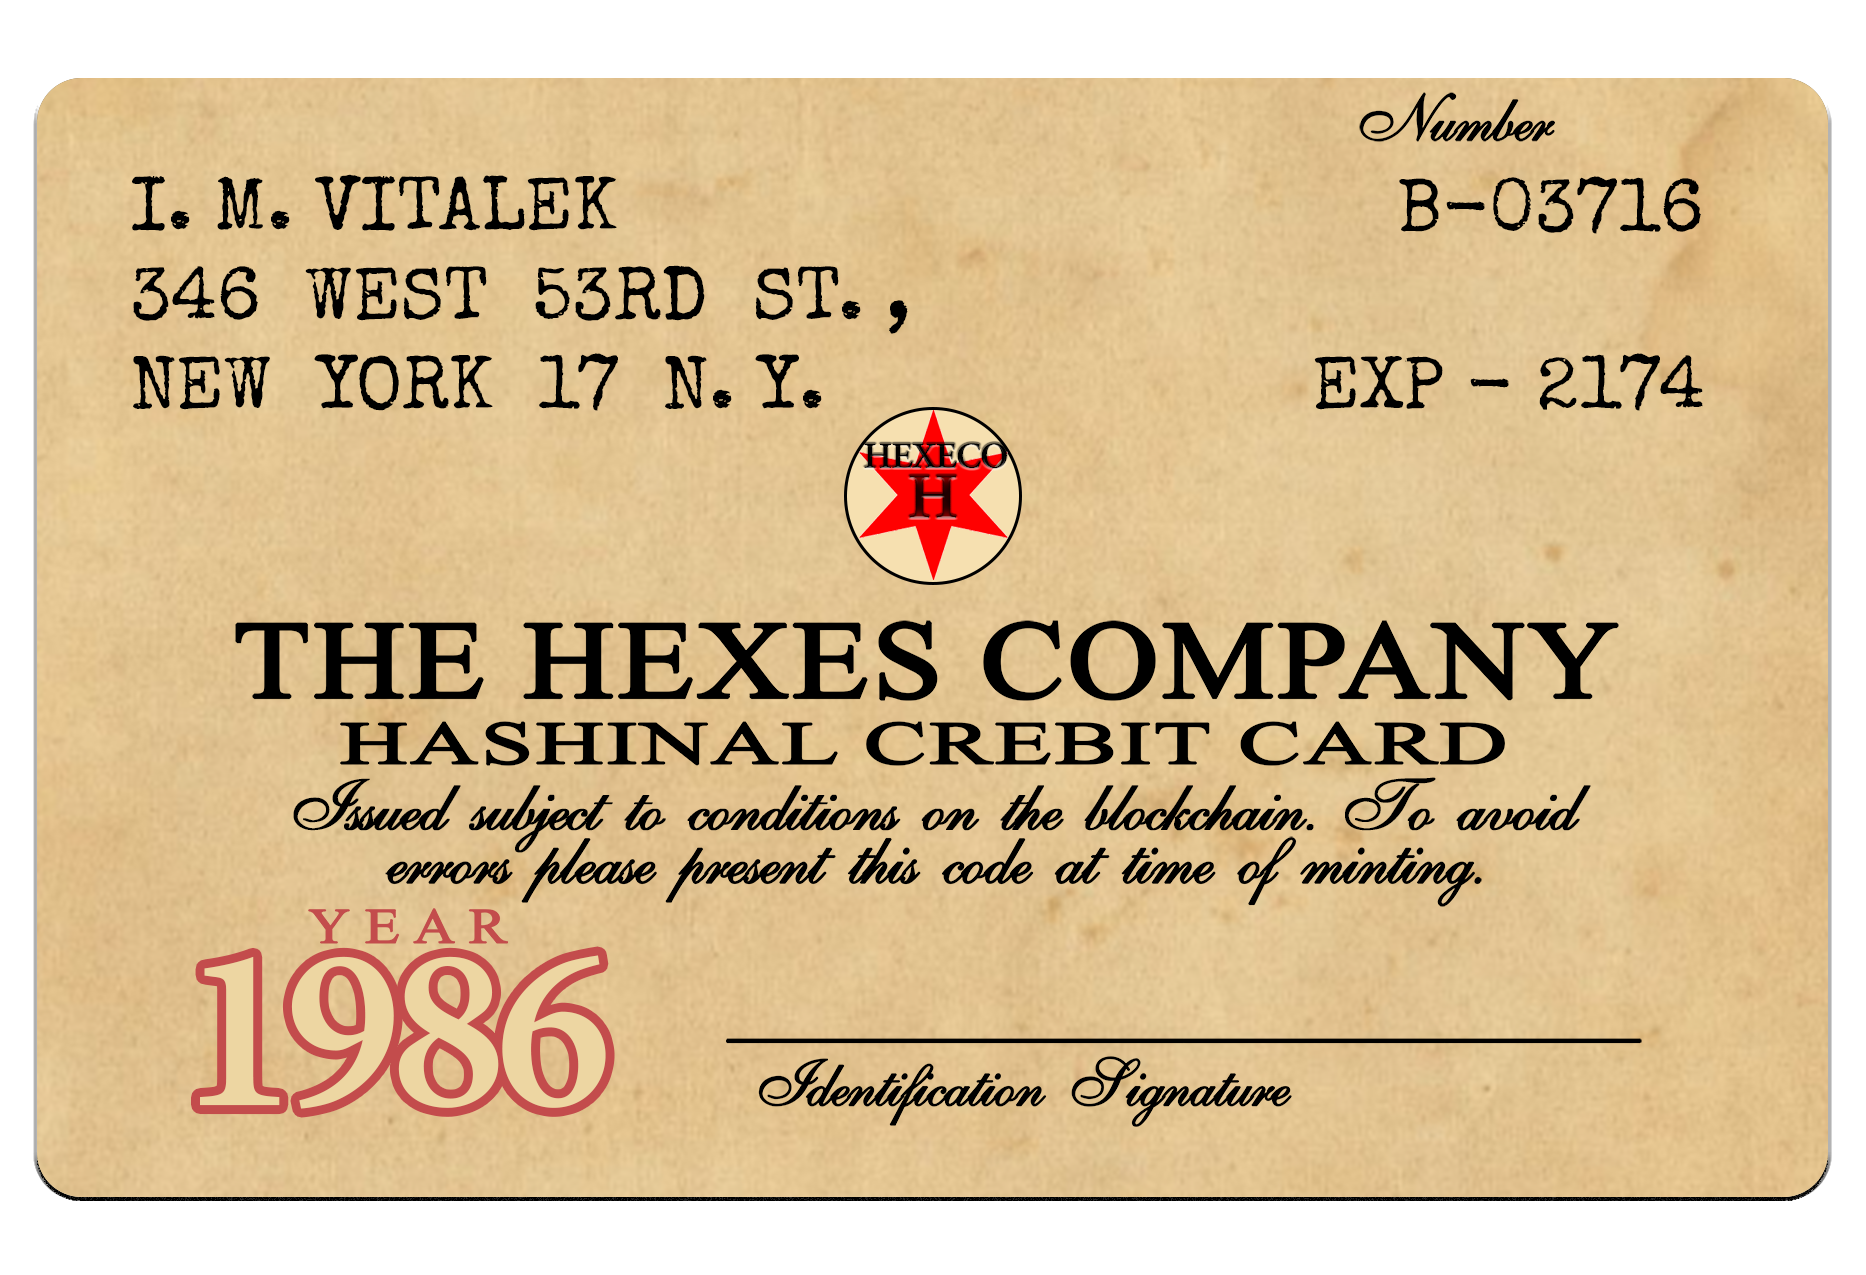 Number
I. M. VITALEK
B-03716
346 WEST 53RD ST.,
NEW YORK 17 N.Y.
EXP - 2174
HEXECO
H
THE HEXES COMPANY
HASHINAL CREBIT CARD
Issued subject to conditions on the blockchain. To avoid
errors please present this code at time of minting.
YEAR
1986
Identification Signature